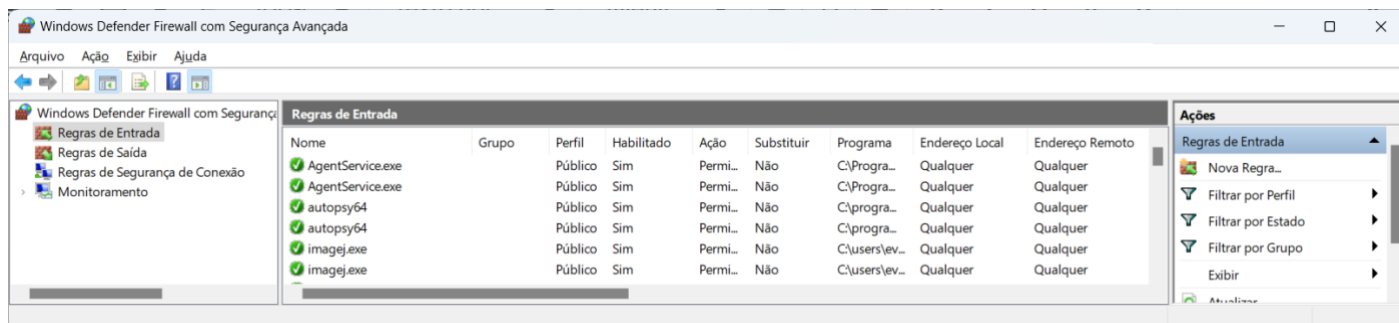 Windows Defender Firewall com Segurança Avançada
Arquivo Ação Exibir Ajuda
Windows Defender Firewall com Segurança
Regras de Entrada
Regras de Saída
Regras de Segurança de Conexão
Monitoramento
Regras de Entrada
Nome Grupo Perfil Habilitado Ação Substituir Programa Endereço Local Endereço Remoto
AgentService.exe Público Sim Permi... Não C:\Progra... Qualquer Qualquer
AgentService.exe Público Sim Permi... Não C:\Progra... Qualquer Qualquer
autopsy64 Público Sim Permi... Não C:\progra... Qualquer Qualquer
autopsy64 Público Sim Permi... Não C:\progra... Qualquer Qualquer
imagej.exe Público Sim Permi... Não C:\users\ev... Qualquer Qualquer
imagej.exe Público Sim Permi... Não C:\users\ev... Qualquer Qualquer
Ações
Regras de Entrada
Nova Regra...
Filtrar por Perfil
Filtrar por Estado
Filtrar por Grupo
Exibir
Atualizar